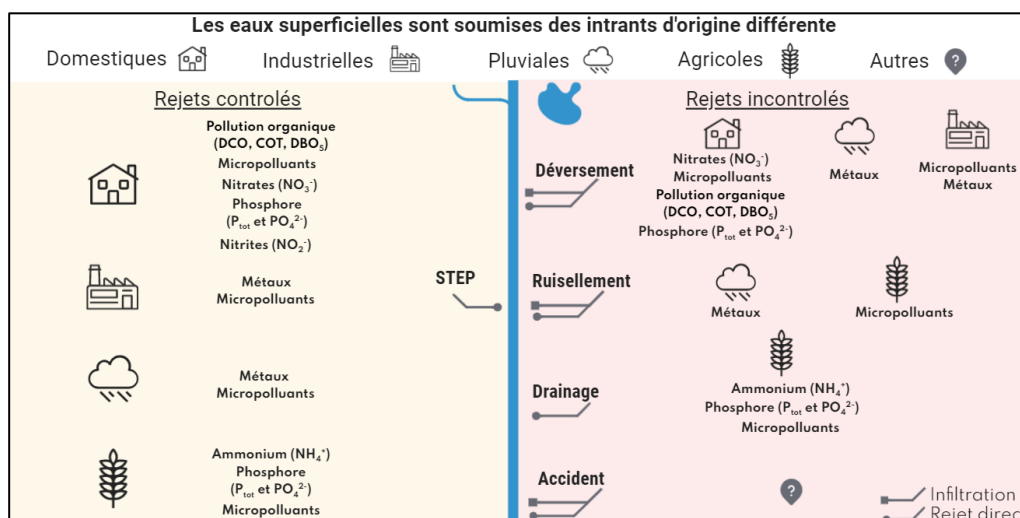 Les eaux superficielles sont soumises des intrants d'origine différente
Domestiques
Industrielles
Pluviales
Agricoles
Autres
Rejets controlés
Pollution organique
(DCO, COT, DBO₅)
Micropolluants
Nitrates (NO₃⁻)
Phosphore
(Pₜₒₜ et PO₄²⁻)
Nitrites (NO₂⁻)
Métaux
Micropolluants
Métaux
Micropolluants
Ammonium (NH₄⁺)
Phosphore
(Pₜₒₜ et PO₄²⁻)
Micropolluants
STEP
Rejets incontrolés
Déversement
Nitrates (NO₃⁻)
Micropolluants
Pollution organique
(DCO, COT, DBO₅)
Phosphore (Pₜₒₜ et PO₄²⁻)
Métaux
Micropolluants
Métaux
Ruisellement
Métaux
Micropolluants
Drainage
Ammonium (NH₄⁺)
Phosphore (Pₜₒₜ et PO₄²⁻)
Micropolluants
Accident
Infiltration
Rejet direc